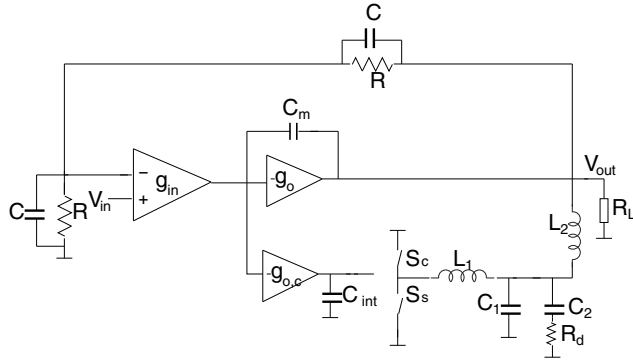 C
R
C_m
V_in
−
+
g_in
-g_o
V_out
C
R
R_L
L_2
-g_o,c
C_int
S_c
S_s
L_1
C_1
C_2
R_d